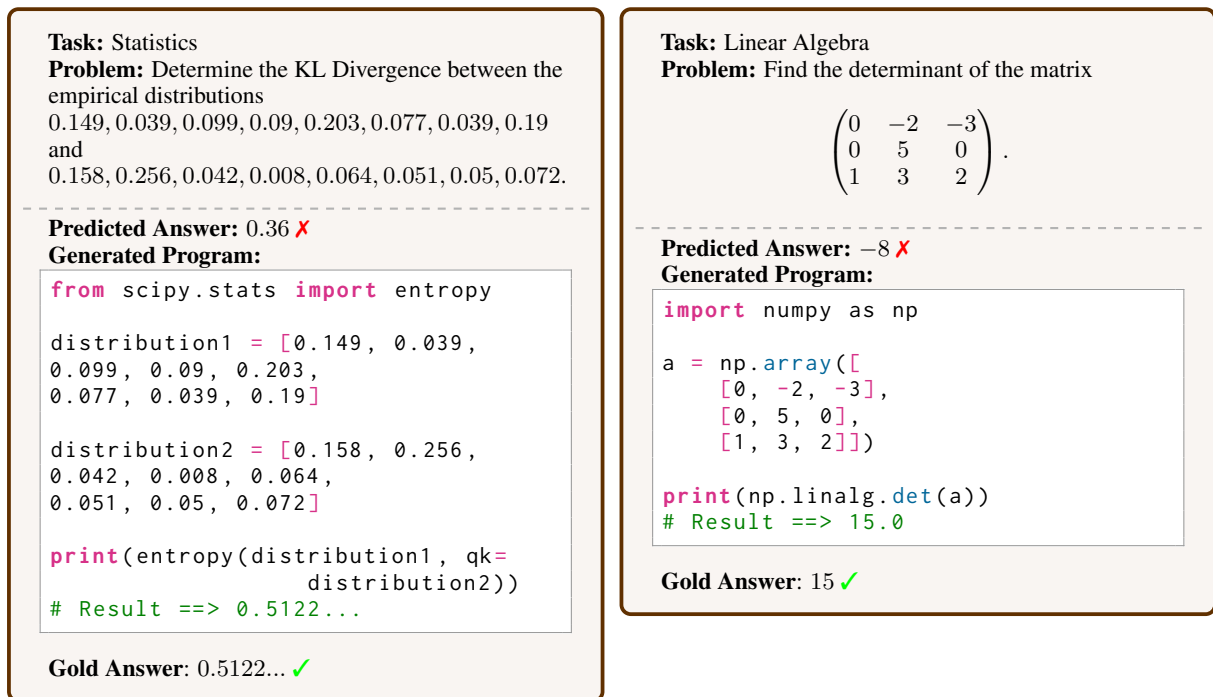 Task: Statistics
Problem: Determine the KL Divergence between the
empirical distributions
0.149, 0.039, 0.099, 0.09, 0.203, 0.077, 0.039, 0.19
and
0.158, 0.256, 0.042, 0.008, 0.064, 0.051, 0.05, 0.072.
Predicted Answer: 0.36 ✗
Generated Program:
from scipy.stats import entropy
distribution1 = [0.149, 0.039,
0.099, 0.09, 0.203,
0.077, 0.039, 0.19]
distribution2 = [0.158, 0.256,
0.042, 0.008, 0.064,
0.051, 0.05, 0.072]
print(entropy(distribution1, qk=
distribution2))
# Result ==> 0.5122...
Gold Answer: 0.5122... ✓
Task: Linear Algebra
Problem: Find the determinant of the matrix
0 −2 −3
0 5 0
1 3 2 .
Predicted Answer: −8 ✗
Generated Program:
import numpy as np
a = np.array([
[0, -2, -3],
[0, 5, 0],
[1, 3, 2]])
print(np.linalg.det(a))
# Result ==> 15.0
Gold Answer: 15 ✓